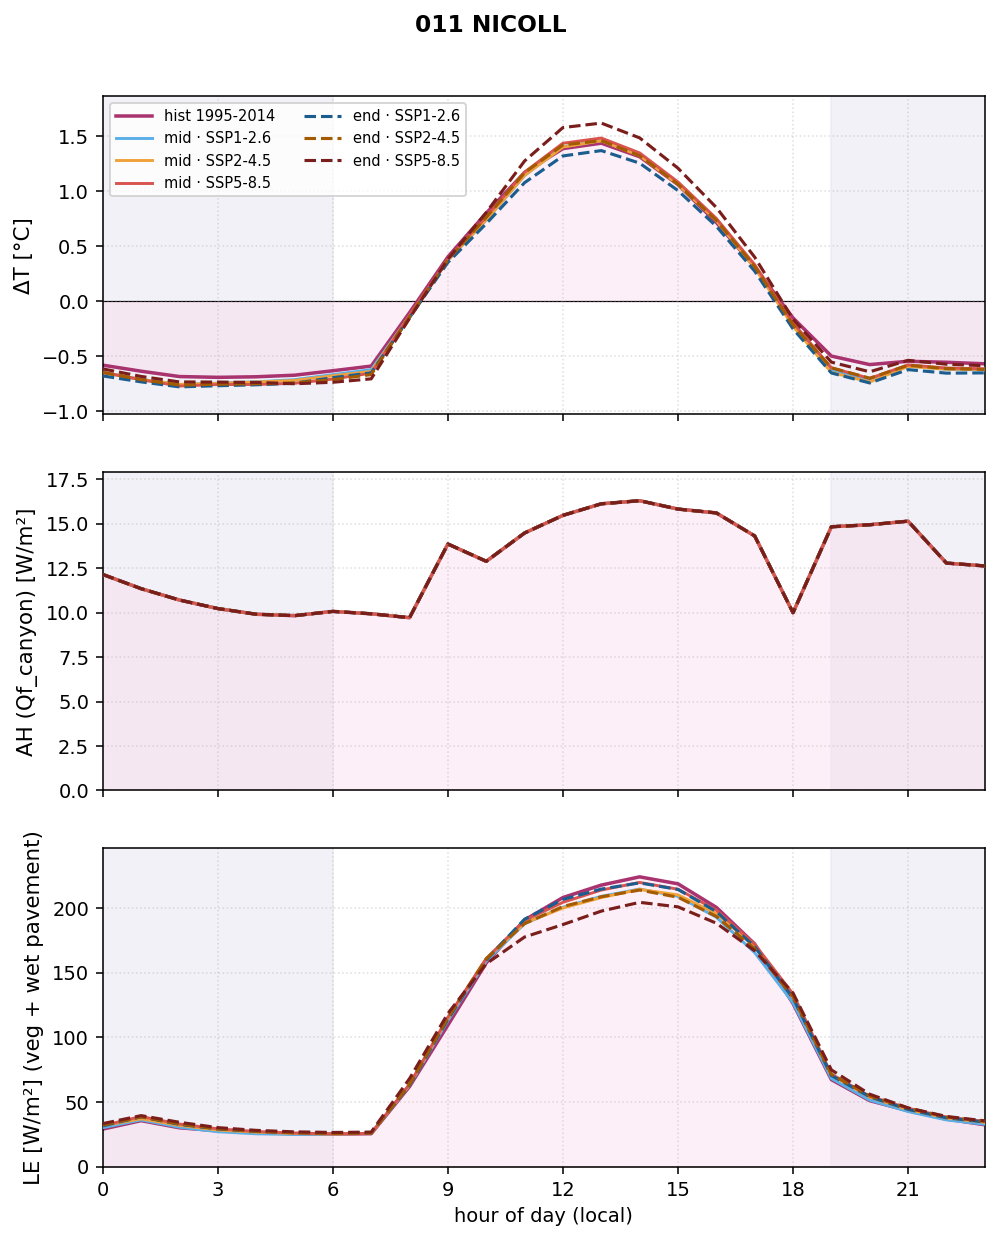 011 NICOLL
hist 1995-2014
mid · SSP1-2.6
mid · SSP2-4.5
mid · SSP5-8.5
end · SSP1-2.6
end · SSP2-4.5
end · SSP5-8.5
ΔT [°C]
1.5
1.0
0.5
0.0
−0.5
−1.0
AH (Qf_canyon) [W/m²]
17.5
15.0
12.5
10.0
7.5
5.0
2.5
0.0
LE [W/m²] (veg + wet pavement)
200
150
100
50
0
0 3 6 9 12 15 18 21
hour of day (local)